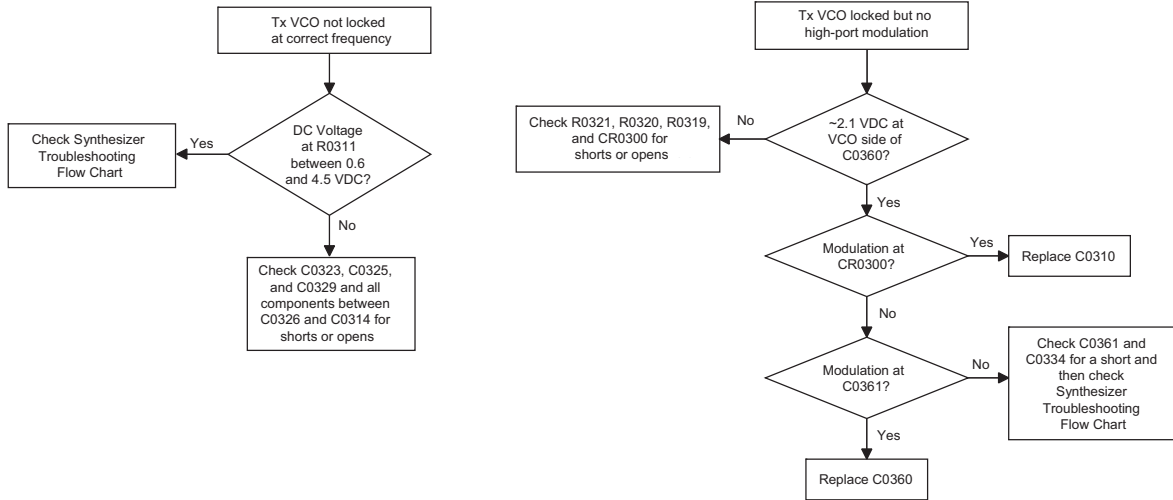 Tx VCO not locked
at correct frequency
DC Voltage
at R0311
between 0.6
and 4.5 VDC?
Yes
Check Synthesizer
Troubleshooting
Flow Chart
No
Check C0323, C0325,
and C0329 and all
components between
C0326 and C0314 for
shorts or opens
Tx VCO locked but no
high-port modulation
~2.1 VDC at
VCO side of
C0360?
No
Check R0321, R0320, R0319,
and CR0300 for
shorts or opens
Yes
Modulation at
CR0300?
Yes
Replace C0310
No
Modulation at
C0361?
No
Check C0361 and
C0334 for a short and
then check
Synthesizer
Troubleshooting
Flow Chart
Yes
Replace C0360